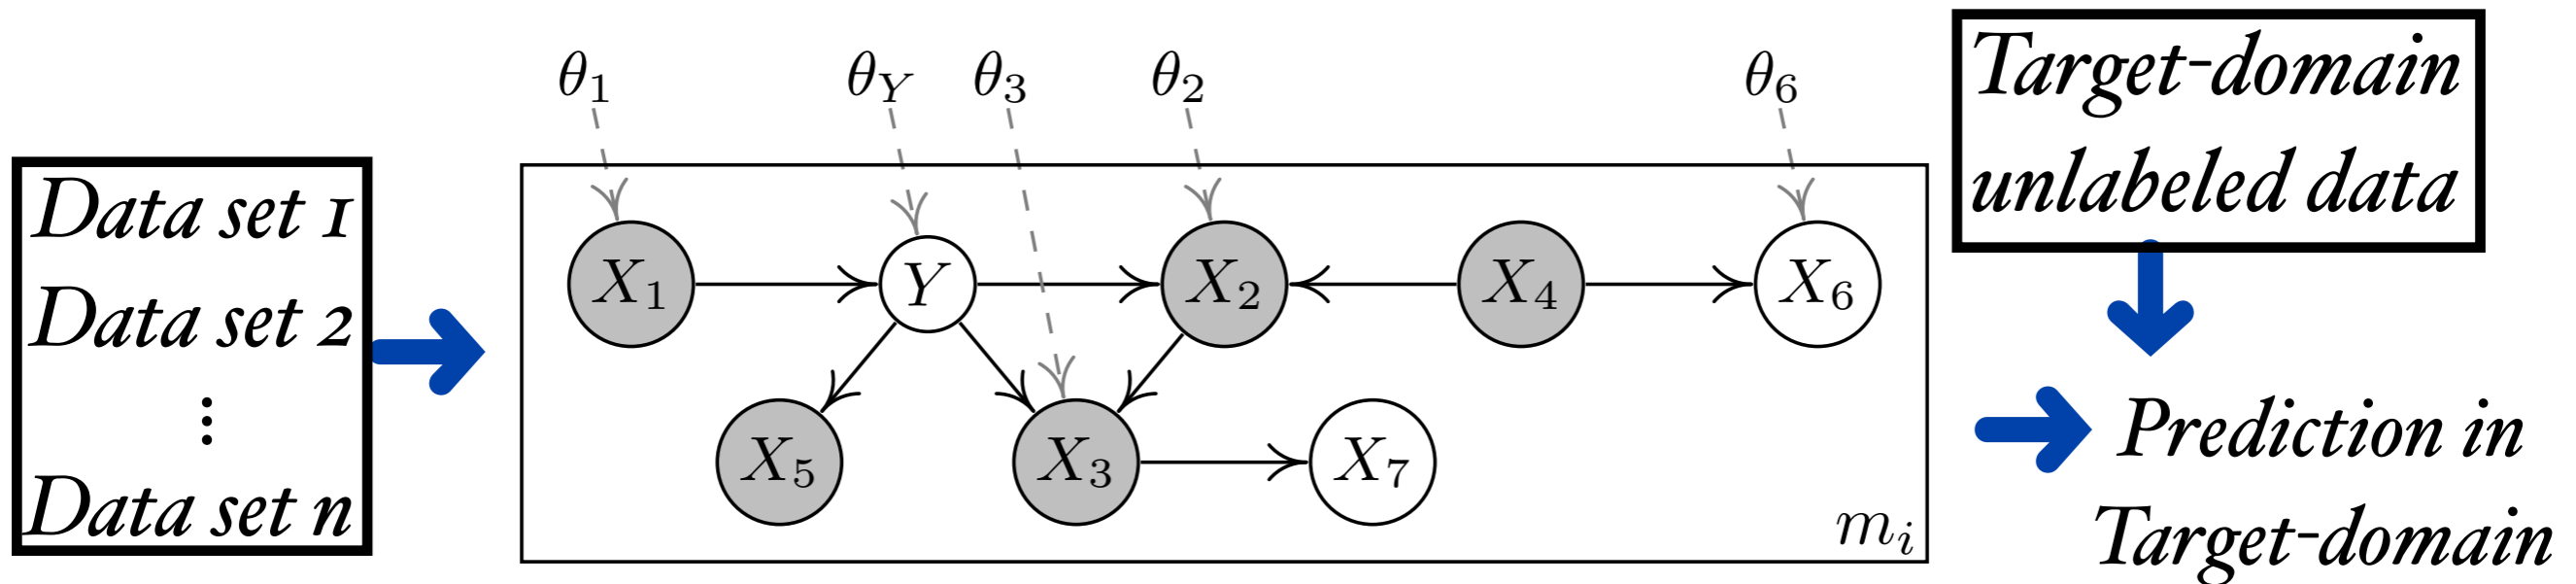 Data set 1
Data set 2
⋮
Data set n
θ₁ θ_Y θ₃ θ₂ θ₆
X₁ Y X₂ X₄ X₆
X₅ X₃ X₇
mᵢ
Target-domain
unlabeled data
Prediction in
Target-domain